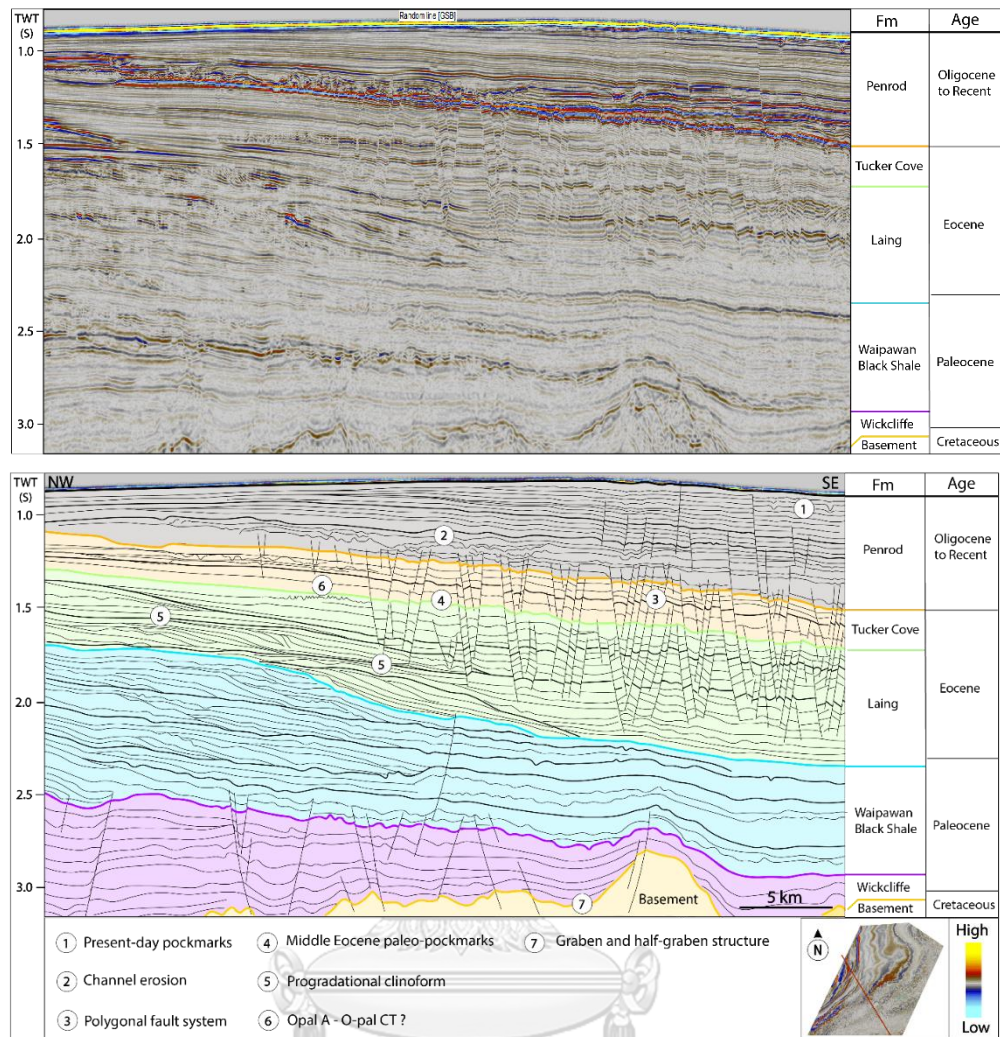 TWT
(S)
Random line [GSB]
Fm
Age
1.0
1.5
2.0
2.5
3.0
Penrod
Tucker Cove
Laing
Waipawan
Black Shale
Wickcliffe
Basement
Oligocene
to Recent
Eocene
Paleocene
Cretaceous
TWT
(S)
NW
SE
Fm
Age
1.0
1.5
2.0
2.5
3.0
1
2
3
4
5
5
6
7
Basement
5 km
Penrod
Tucker Cove
Laing
Waipawan
Black Shale
Wickcliffe
Basement
Oligocene
to Recent
Eocene
Paleocene
Cretaceous
1 Present-day pockmarks
2 Channel erosion
3 Polygonal fault system
4 Middle Eocene paleo-pockmarks
5 Progradational clinoform
6 Opal A - O-pal CT ?
7 Graben and half-graben structure
N
High
Low